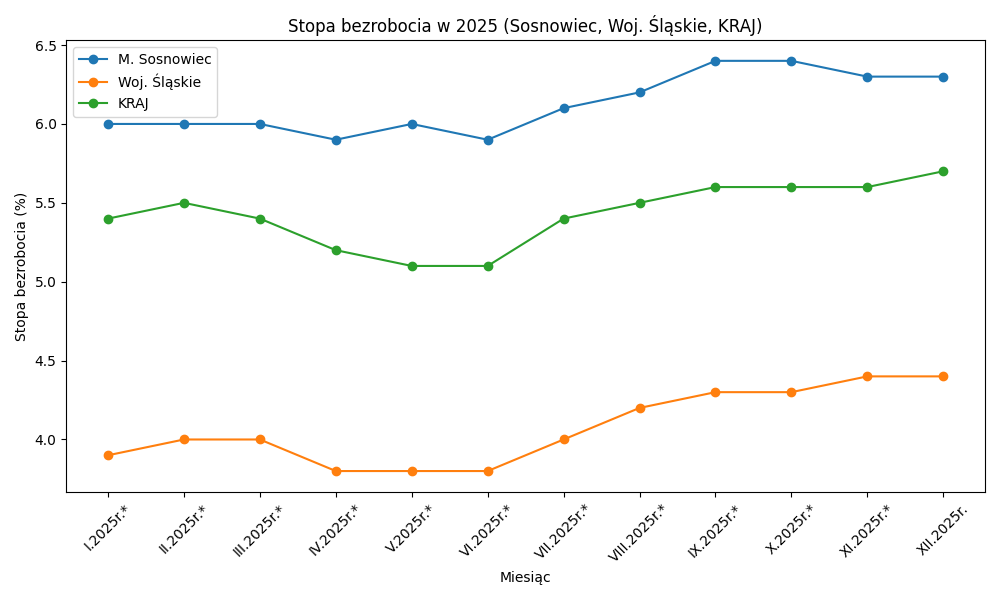 Stopa bezrobocia w 2025 (Sosnowiec, Woj. Śląskie, KRAJ)
M. Sosnowiec
Woj. Śląskie
KRAJ
Stopa bezrobocia (%)
6.5
6.0
5.5
5.0
4.5
4.0
I.2025r.*
II.2025r.*
III.2025r.*
IV.2025r.*
V.2025r.*
VI.2025r.*
VII.2025r.*
VIII.2025r.*
IX.2025r.*
X.2025r.*
XI.2025r.*
XII.2025r.
Miesiąc